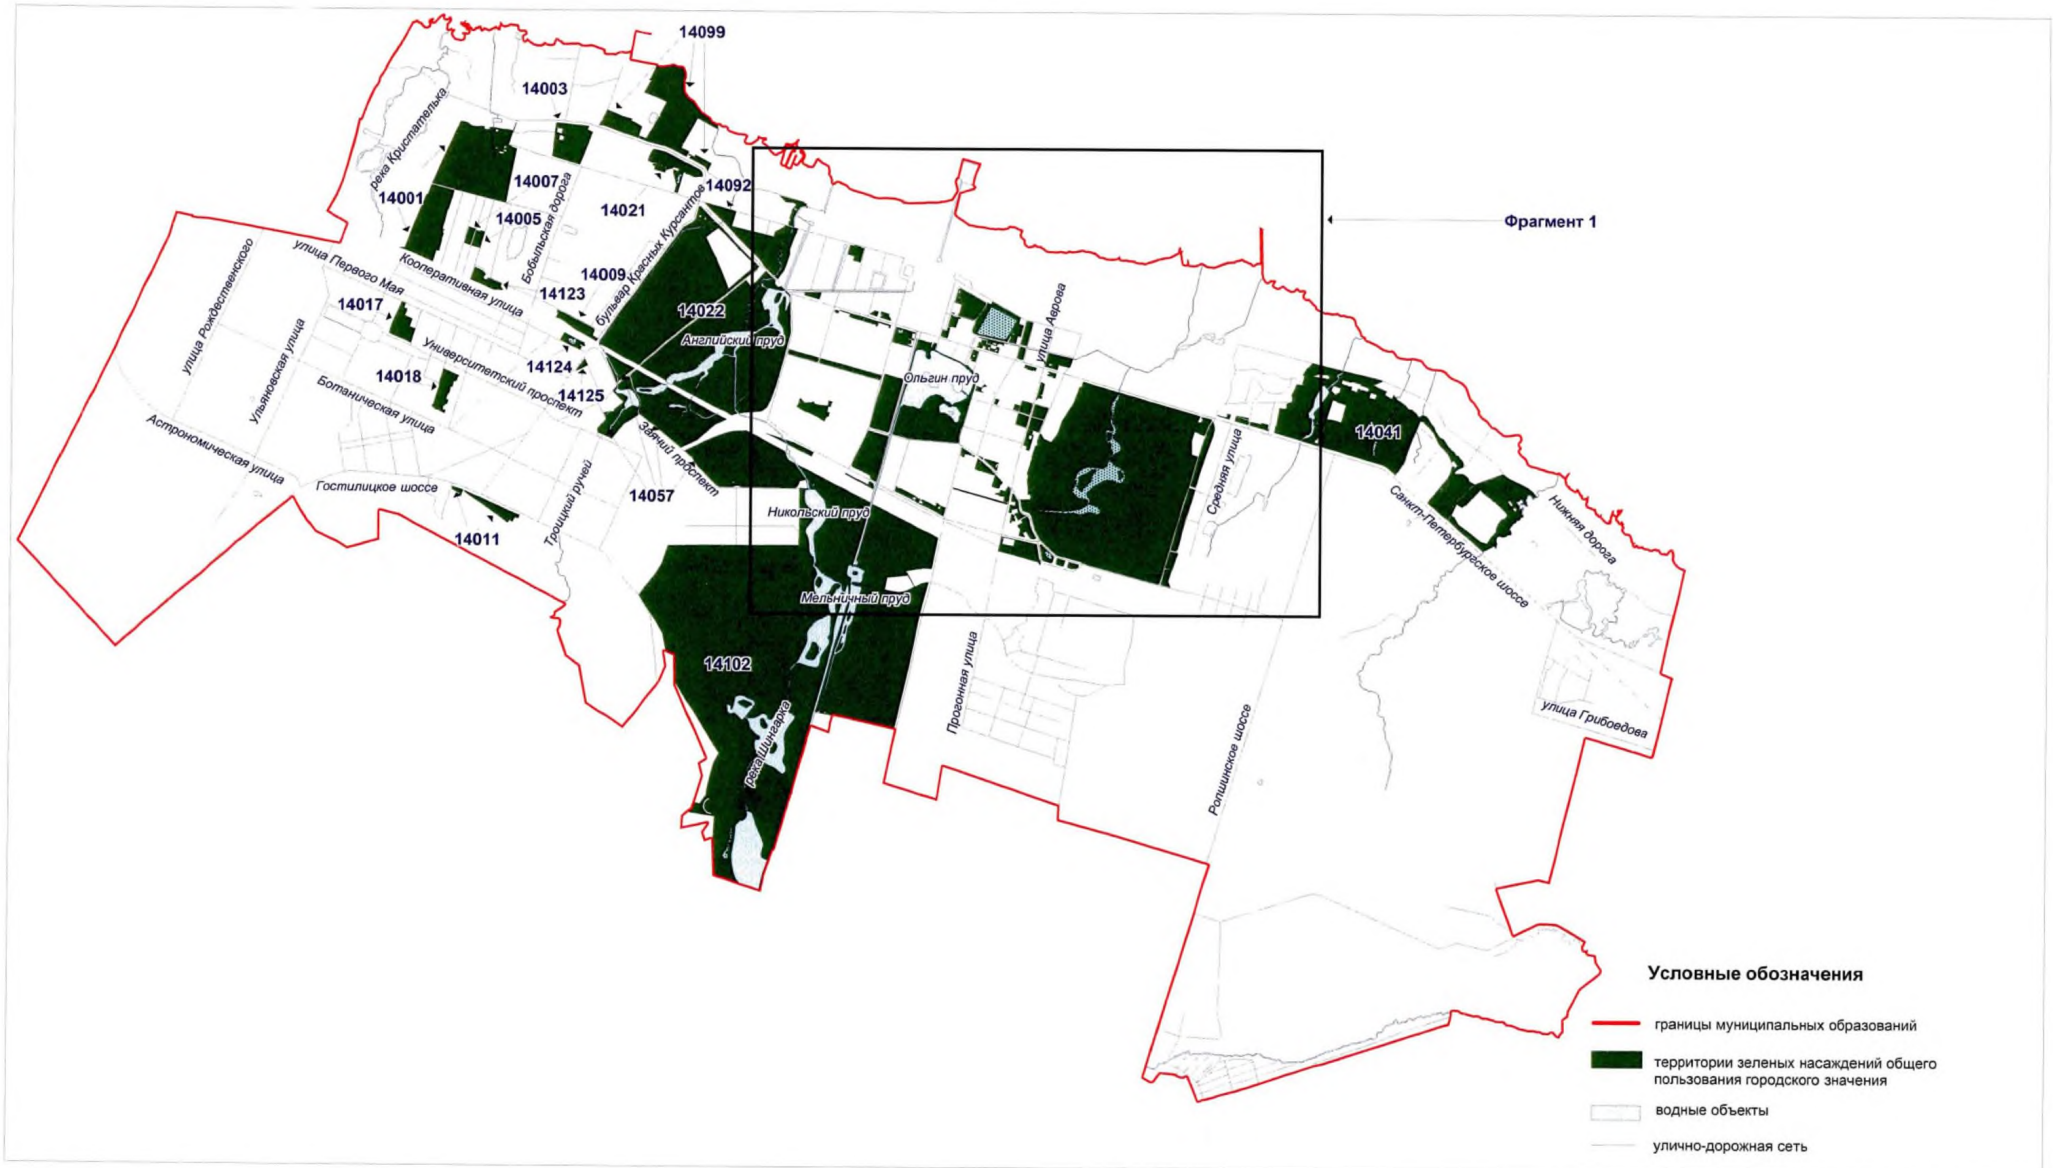 14099
14003
река Кристателька
14007
14001
14005
Бобыльская дорога
14021
14092
бульвар Красных Курсантов
Фрагмент 1
улица Рождественского
улица Первого Мая
Кооперативная улица
14009
14123
14017
14022
Английский пруд
улица Аврова
Ульяновская улица
Университетский проспект
14124
14018
14125
Ботаническая улица
Ольгин пруд
Астрономическая улица
Заячий проспект
14041
Средняя улица
Гостилицкое шоссе
14057
Троицкий ручей
Никольский пруд
14011
Санкт-Петербургское шоссе
Нижняя дорога
Мельничный пруд
14102
Прогонная улица
река Шингарка
Ропшинское шоссе
улица Грибоедова
Условные обозначения
границы муниципальных образований
территории зеленых насаждений общего
пользования городского значения
водные объекты
улично-дорожная сеть